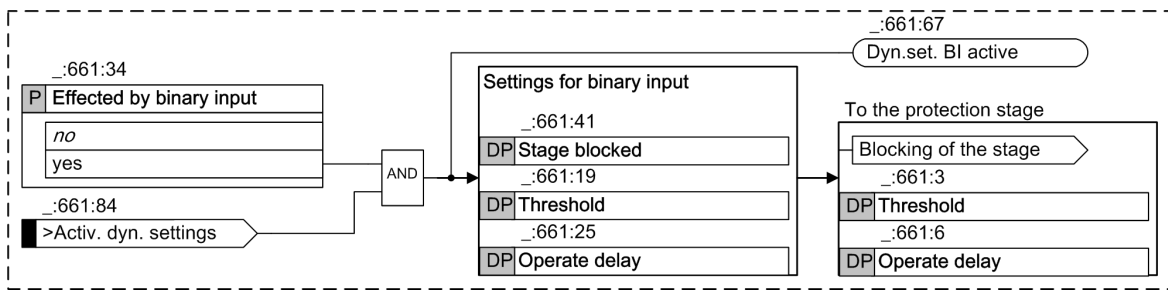 _:661:67
Dyn.set. BI active
_:661:34
P Effected by binary input
no
yes
_:661:84
>Activ. dyn. settings
AND
Settings for binary input
_:661:41
DP Stage blocked
_:661:19
DP Threshold
_:661:25
DP Operate delay
To the protection stage
Blocking of the stage
_:661:3
DP Threshold
_:661:6
DP Operate delay